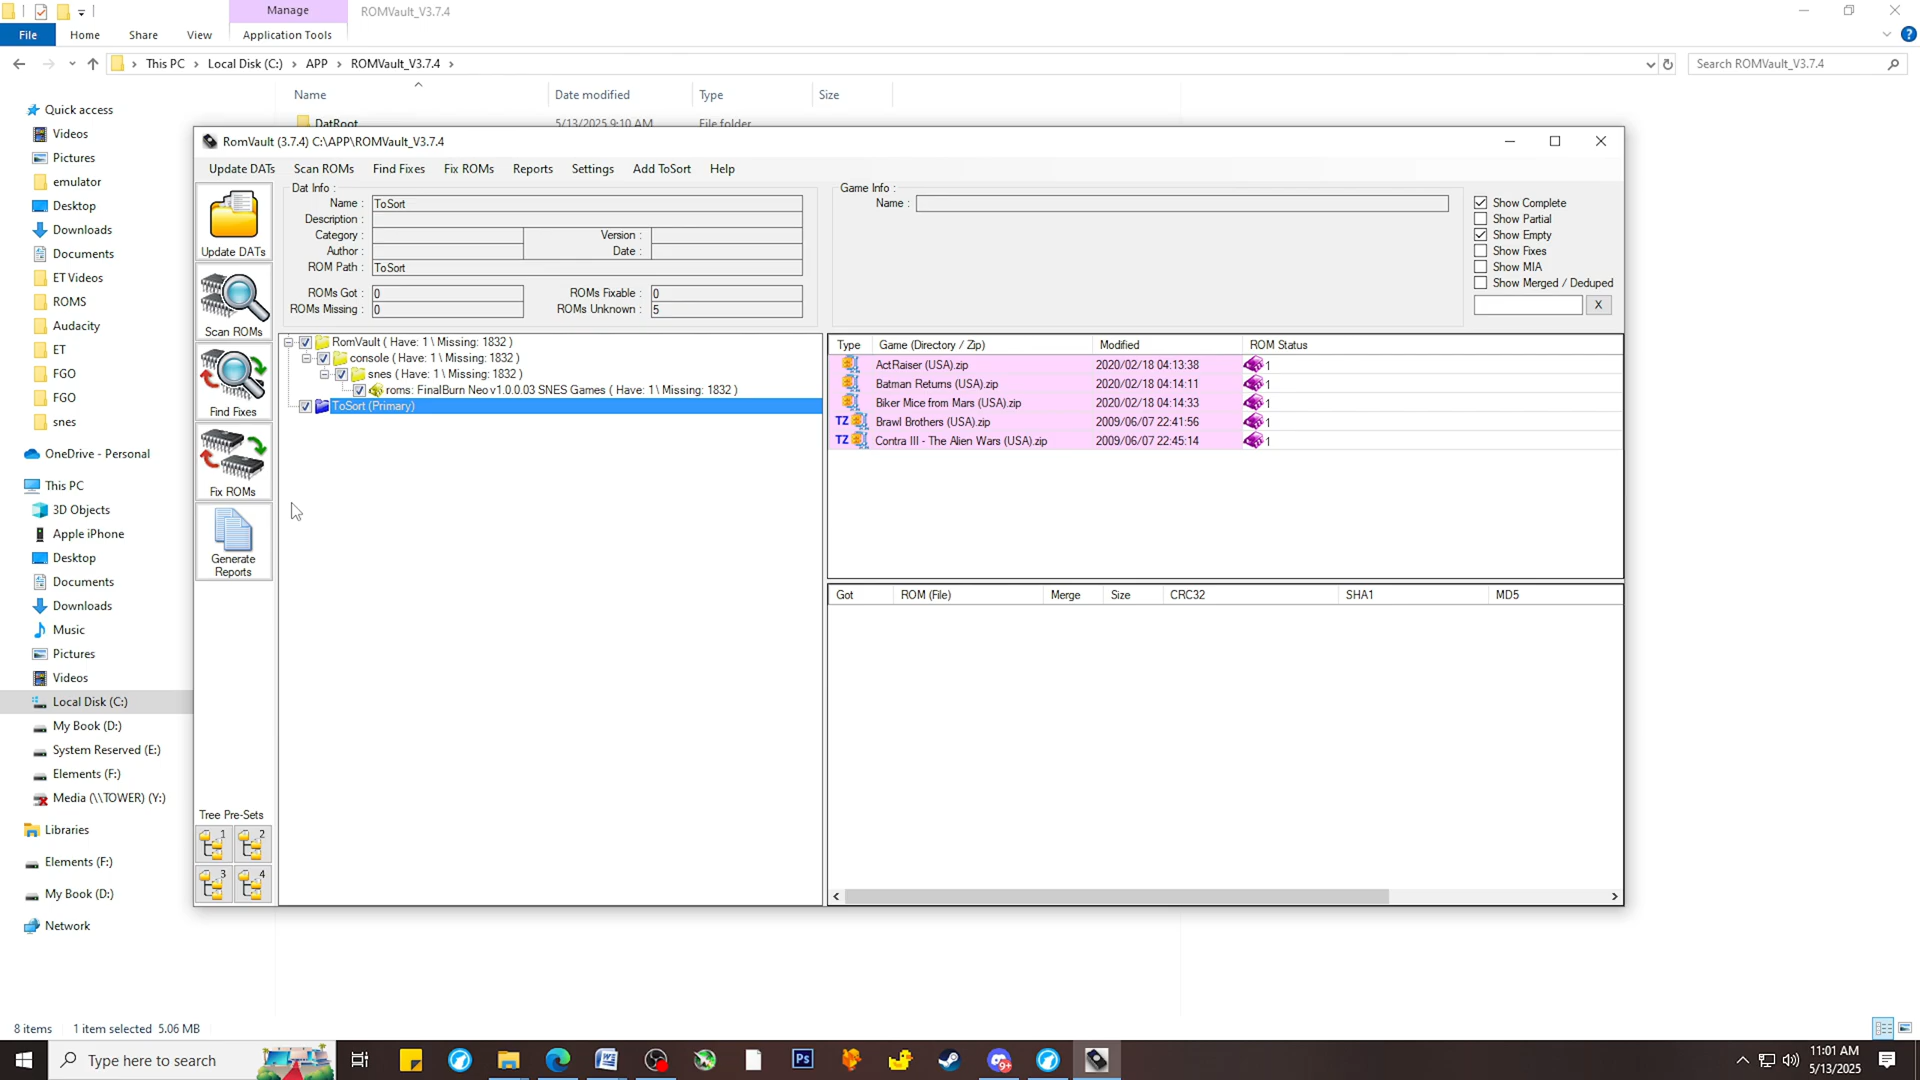 Manage
ROMVault_V3.7.4
File
Home
Share
View
Application Tools
This PC
Local Disk (C:)
APP
ROMVault_V3.7.4
Search ROMVault_V3.7.4
Name
Date modified
Type
Size
DatRoot
5/13/2025 9:10 AM
File folder
Quick access
Videos
Pictures
emulator
Desktop
Downloads
Documents
ET Videos
ROMS
Audacity
ET
FGO
FGO
snes
OneDrive - Personal
This PC
3D Objects
Apple iPhone
Desktop
Documents
Downloads
Music
Pictures
Videos
Local Disk (C:)
My Book (D:)
System Reserved (E:)
Elements (F:)
Media (\\TOWER) (Y:)
Libraries
Elements (F:)
My Book (D:)
Network
RomVault (3.7.4) C:\APP\ROMVault_V3.7.4
Update DATs
Scan ROMs
Find Fixes
Fix ROMs
Reports
Settings
Add ToSort
Help
Update DATs
Scan ROMs
Find Fixes
Fix ROMs
Generate
Reports
Tree Pre-Sets
1
2
3
4
Dat Info :
Name : ToSort
Description :
Category :
Version :
Author :
Date :
ROM Path : ToSort
ROMs Got : 0
ROMs Fixable : 0
ROMs Missing : 0
ROMs Unknown : 5
Game Info :
Name :
Show Complete
Show Partial
Show Empty
Show Fixes
Show MIA
Show Merged / Deduped
X
RomVault ( Have: 1 \ Missing: 1832 )
console ( Have: 1 \ Missing: 1832 )
snes ( Have: 1 \ Missing: 1832 )
roms: FinalBurn Neo v1.0.0.03 SNES Games ( Have: 1 \ Missing: 1832 )
ToSort (Primary)
Type Game (Directory / Zip) Modified ROM Status
ActRaiser (USA).zip 2020/02/18 04:13:38 1
Batman Returns (USA).zip 2020/02/18 04:14:11 1
Biker Mice from Mars (USA).zip 2020/02/18 04:14:33 1
TZ Brawl Brothers (USA).zip 2009/06/07 22:41:56 1
TZ Contra III - The Alien Wars (USA).zip 2009/06/07 22:45:14 1
Got ROM (File) Merge Size CRC32 SHA1 MD5
8 items
1 item selected 5.06 MB
Type here to search
W
Ps
9+
11:01 AM
5/13/2025